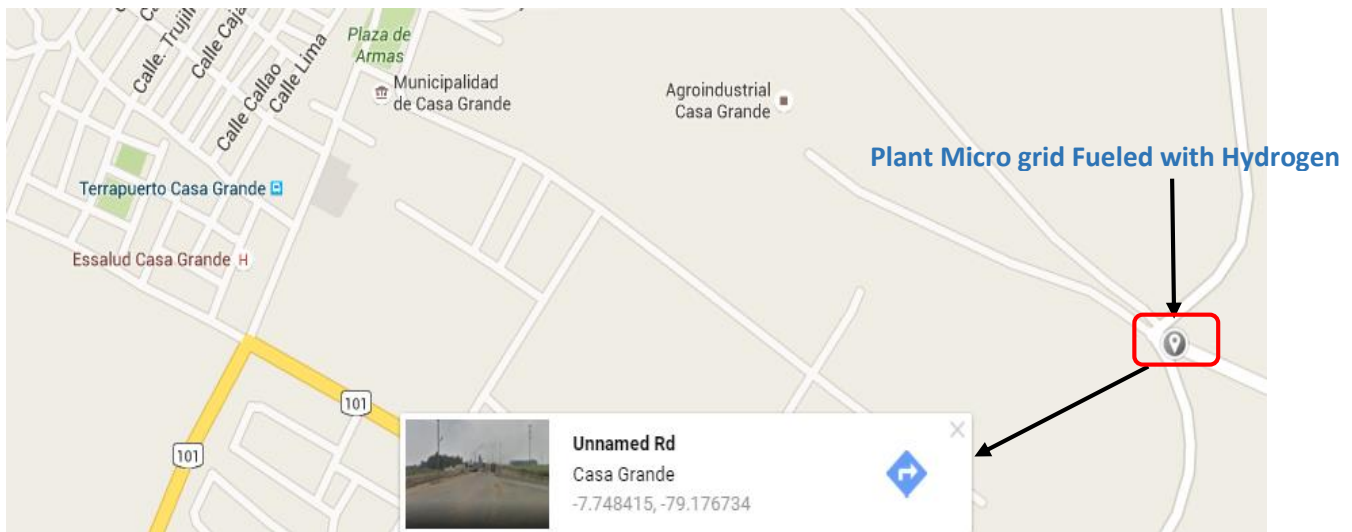 Calle. Trujill
Calle Caja
Calle Callao
Calle Lima
Plaza de
Armas
Municipalidad
de Casa Grande
Agroindustrial
Casa Grande
Plant Micro grid Fueled with Hydrogen
Terrapuerto Casa Grande
Essalud Casa Grande H
101
101
Unnamed Rd
Casa Grande
-7.748415, -79.176734